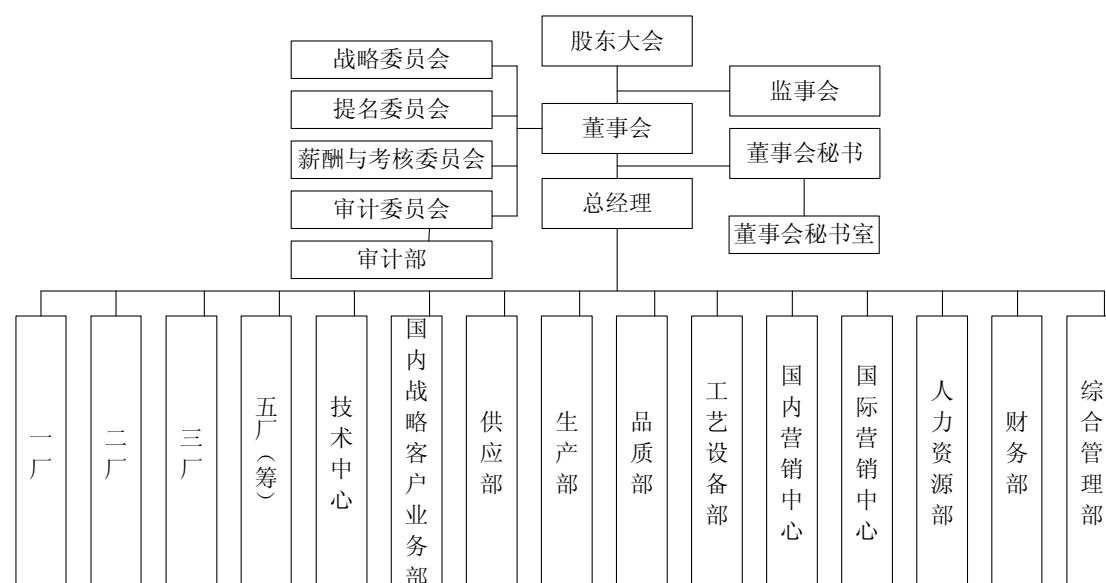 股东大会
战略委员会
监事会
提名委员会
董事会
薪酬与考核委员会
董事会秘书
审计委员会
总经理
董事会秘书室
审计部
一厂
二厂
三厂
五厂（筹）
技术中心
国内战略客户业务部
供应部
生产部
品质部
工艺设备部
国内营销中心
国际营销中心
人力资源部
财务部
综合管理部